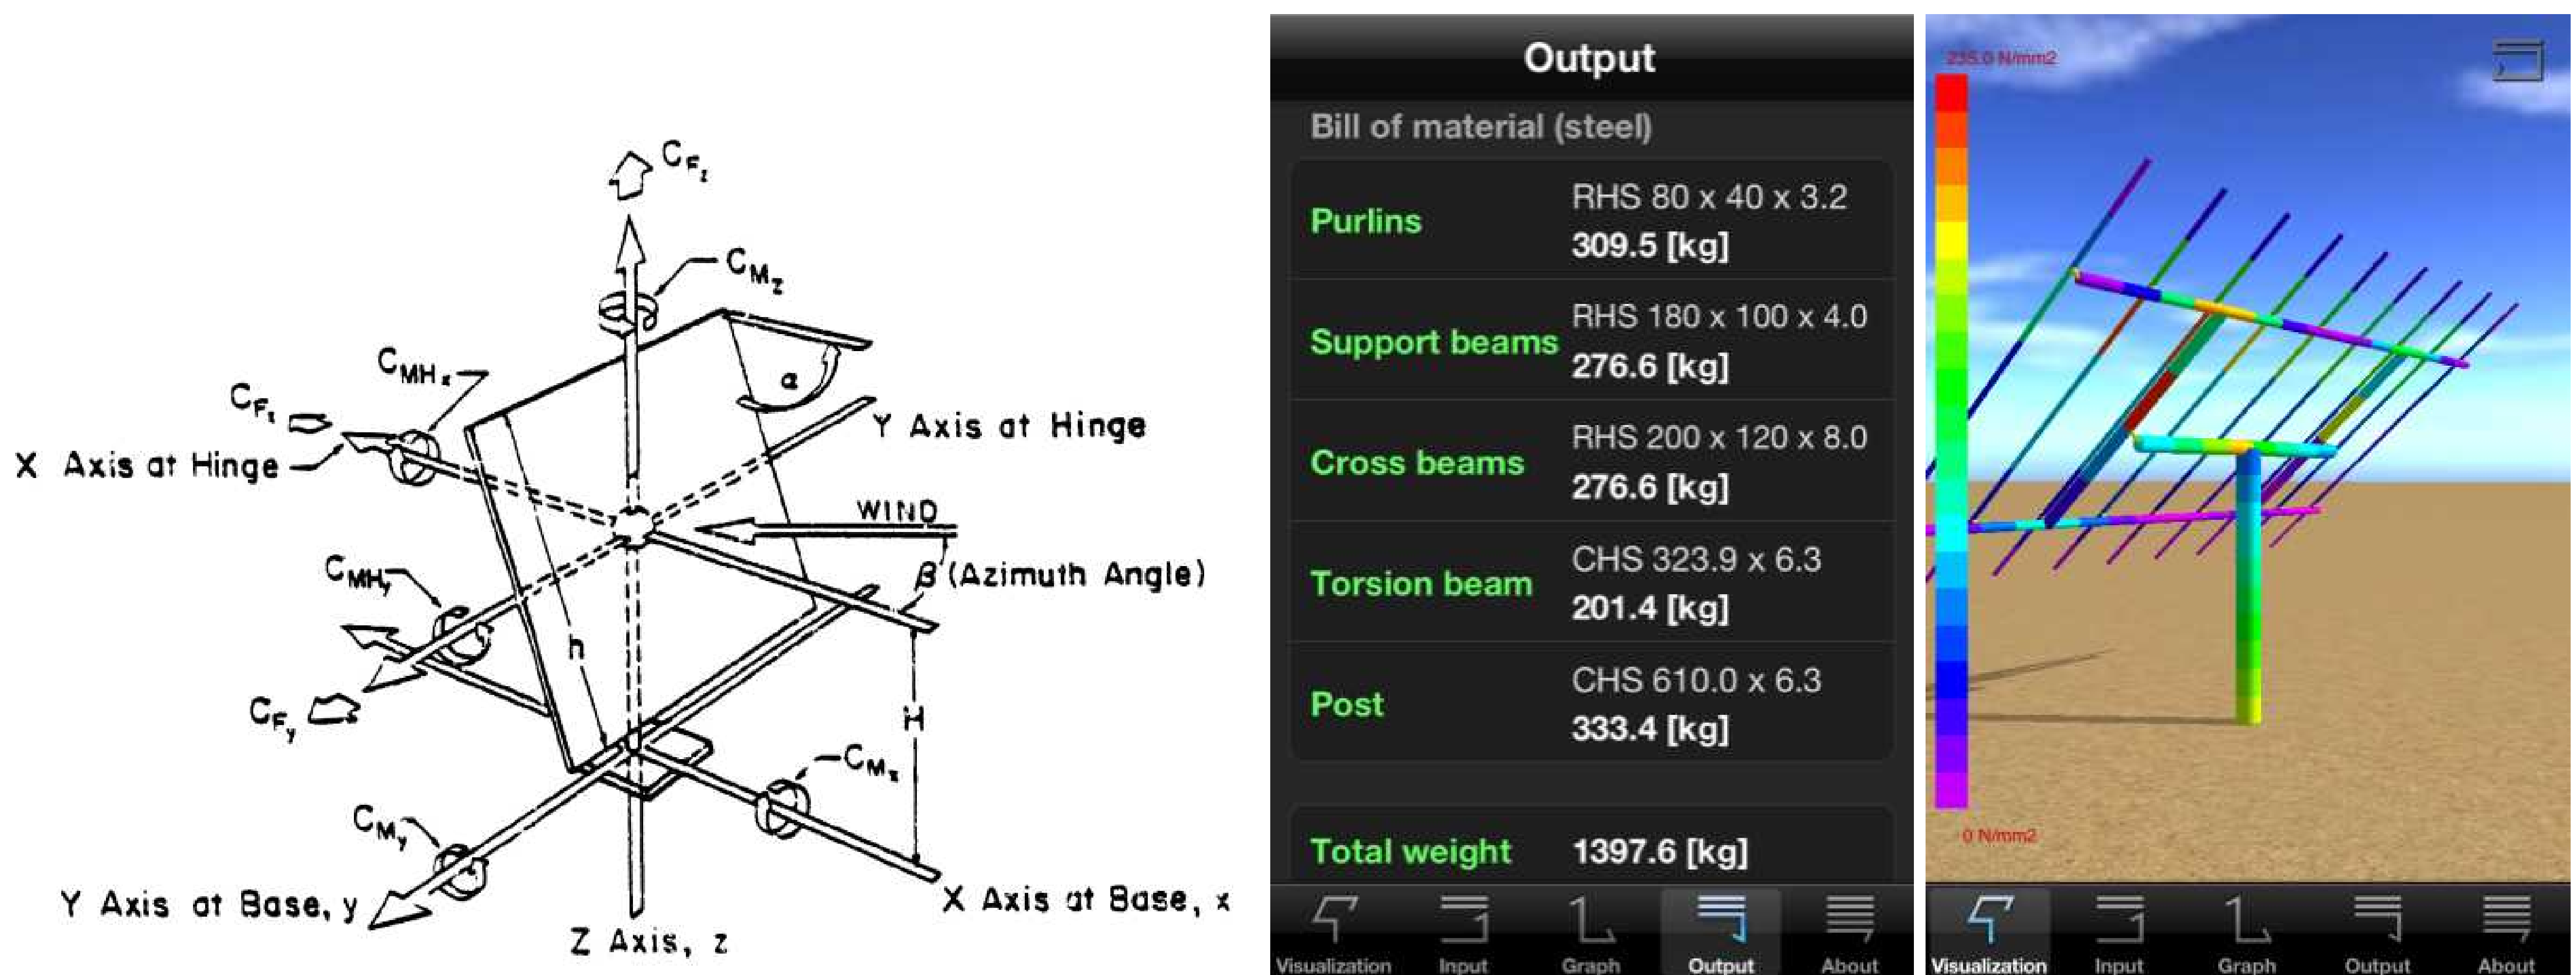 C_Fz
C_Mz
C_MHx
C_Fx
α
Y Axis at Hinge
X Axis at Hinge
WIND
β (Azimuth Angle)
C_MHy
h
H
C_Fy
C_Mx
C_My
X Axis at Base, x
Y Axis at Base, y
Z Axis, z
Output
Bill of material (steel)
Purlins
RHS 80 x 40 x 3.2
309.5 [kg]
Support beams
RHS 180 x 100 x 4.0
276.6 [kg]
Cross beams
RHS 200 x 120 x 8.0
276.6 [kg]
Torsion beam
CHS 323.9 x 6.3
201.4 [kg]
Post
CHS 610.0 x 6.3
333.4 [kg]
Total weight
1397.6 [kg]
Visualization Input Graph Output About
235.0 N/mm2
0 N/mm2
Visualization Input Graph Output About